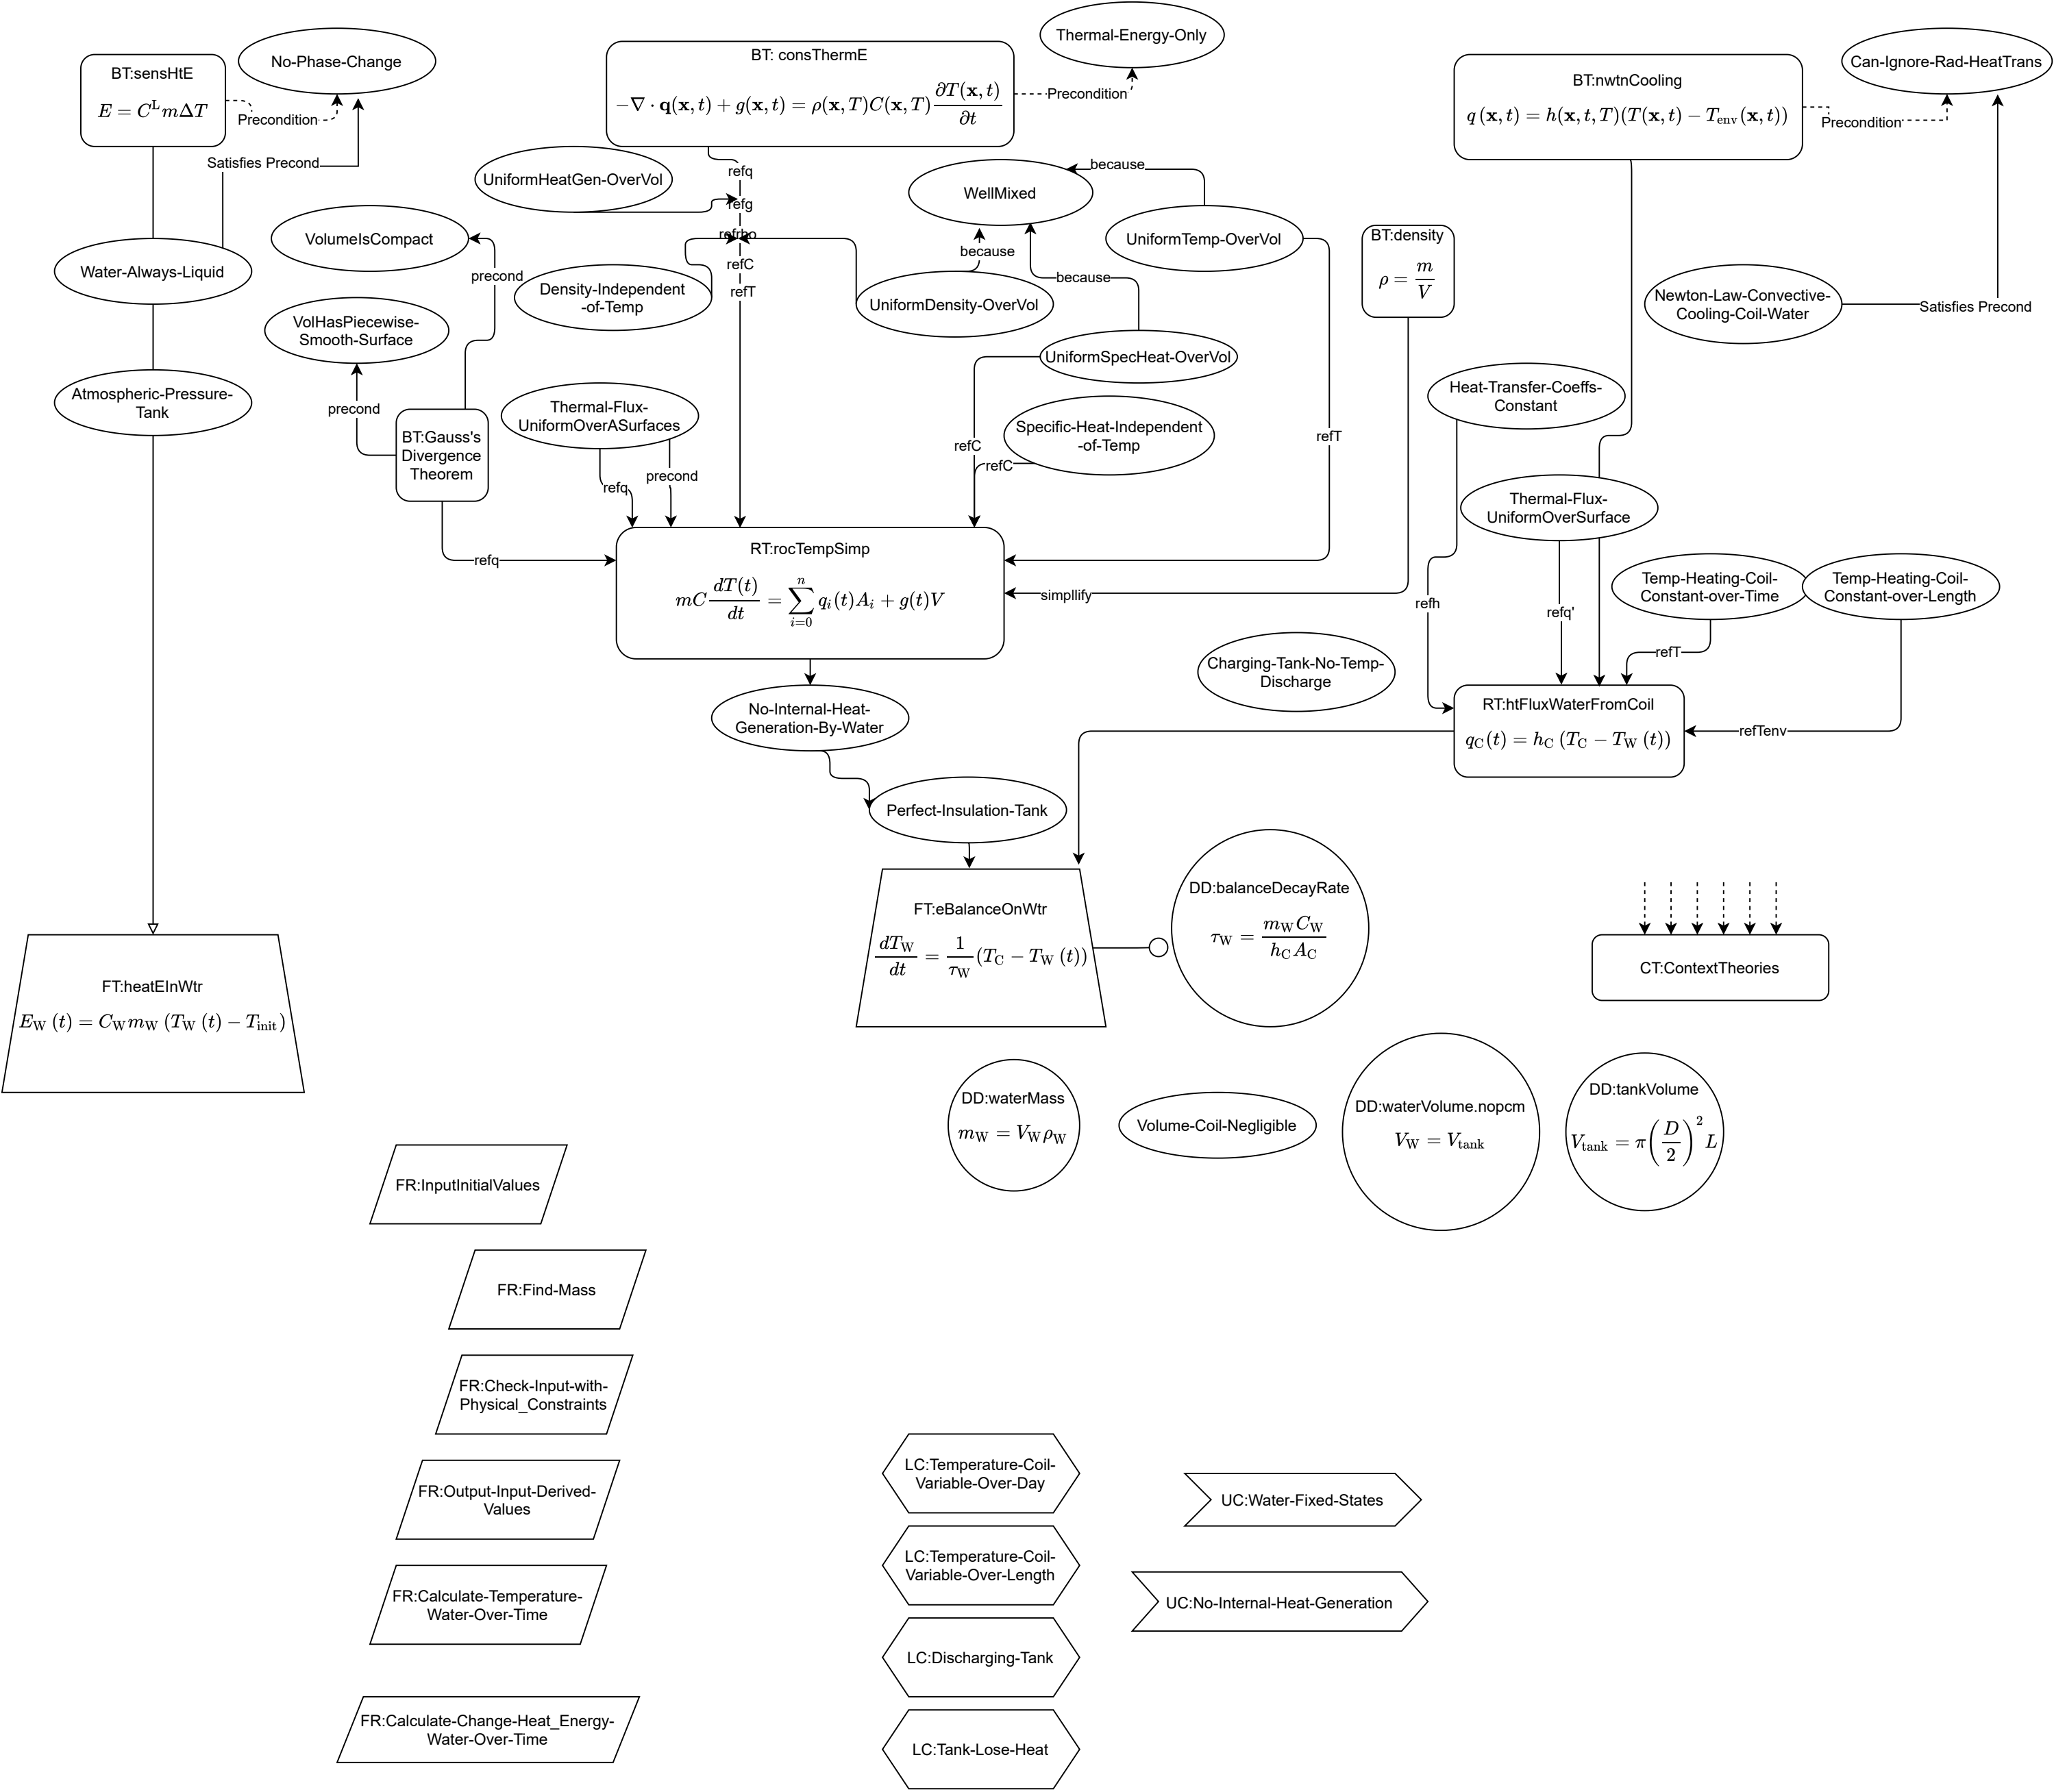 BT:sensHtE
E = C^L mΔT
No-Phase-Change
Precondition
Satisfies Precond
Water-Always-Liquid
Atmospheric-Pressure-
Tank
FT:heatEInWtr
E_W (t) = C_W m_W (T_W (t) − T_init)
BT: consThermE
−∇ · q(x, t) + g(x, t) = ρ(x, T)C(x, T) ∂T(x, t)/∂t
Thermal-Energy-Only
Precondition
UniformHeatGen-OverVol
refq
refg
refrho
refC
refT
VolumeIsCompact
precond
VolHasPiecewise-
Smooth-Surface
precond
BT:Gauss's
Divergence
Theorem
refq
Density-Independent
-of-Temp
Thermal-Flux-
UniformOverASurfaces
refq
precond
WellMixed
because
because
because
UniformTemp-OverVol
UniformDensity-OverVol
UniformSpecHeat-OverVol
refC
Specific-Heat-Independent
-of-Temp
refC
refT
BT:density
ρ = m/V
simpllify
RT:rocTempSimp
mC dT(t)/dt = ∑_{i=0}^{n} q_i(t)A_i + g(t)V
No-Internal-Heat-
Generation-By-Water
Perfect-Insulation-Tank
Charging-Tank-No-Temp-
Discharge
BT:nwtnCooling
q (x, t) = h(x, t, T)(T(x, t) − T_env(x, t))
Can-Ignore-Rad-HeatTrans
Precondition
Newton-Law-Convective-
Cooling-Coil-Water
Satisfies Precond
Heat-Transfer-Coeffs-
Constant
Thermal-Flux-
UniformOverSurface
Temp-Heating-Coil-
Constant-over-Time
Temp-Heating-Coil-
Constant-over-Length
refh
refq'
refT
refTenv
RT:htFluxWaterFromCoil
q_C(t) = h_C (T_C − T_W (t))
FT:eBalanceOnWtr
dT_W/dt = 1/τ_W (T_C − T_W (t))
DD:balanceDecayRate
τ_W = m_W C_W / h_C A_C
CT:ContextTheories
DD:waterMass
m_W = V_W ρ_W
Volume-Coil-Negligible
DD:waterVolume.nopcm
V_W = V_tank
DD:tankVolume
V_tank = π(D/2)^2 L
FR:InputInitialValues
FR:Find-Mass
FR:Check-Input-with-
Physical_Constraints
FR:Output-Input-Derived-
Values
FR:Calculate-Temperature-
Water-Over-Time
FR:Calculate-Change-Heat_Energy-
Water-Over-Time
LC:Temperature-Coil-
Variable-Over-Day
LC:Temperature-Coil-
Variable-Over-Length
LC:Discharging-Tank
LC:Tank-Lose-Heat
UC:Water-Fixed-States
UC:No-Internal-Heat-Generation